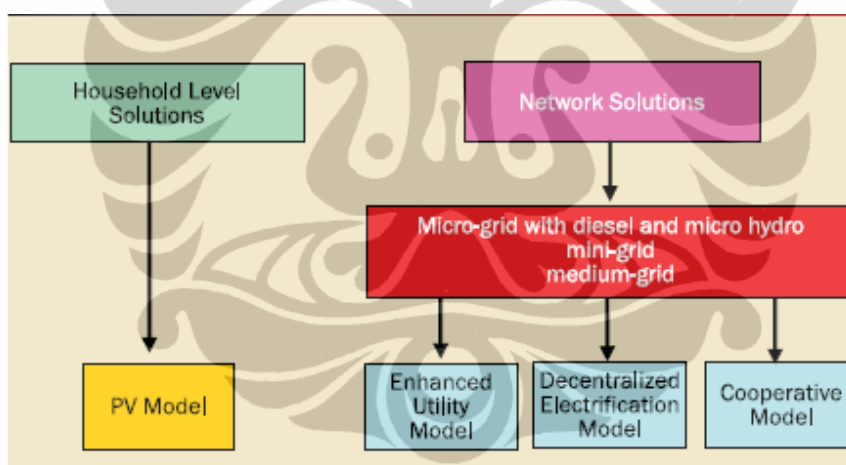 Household Level
Solutions
Network Solutions
Micro-grid with diesel and micro hydro
mini-grid
medium-grid
PV Model
Enhanced
Utility
Model
Decentralized
Electrification
Model
Cooperative
Model